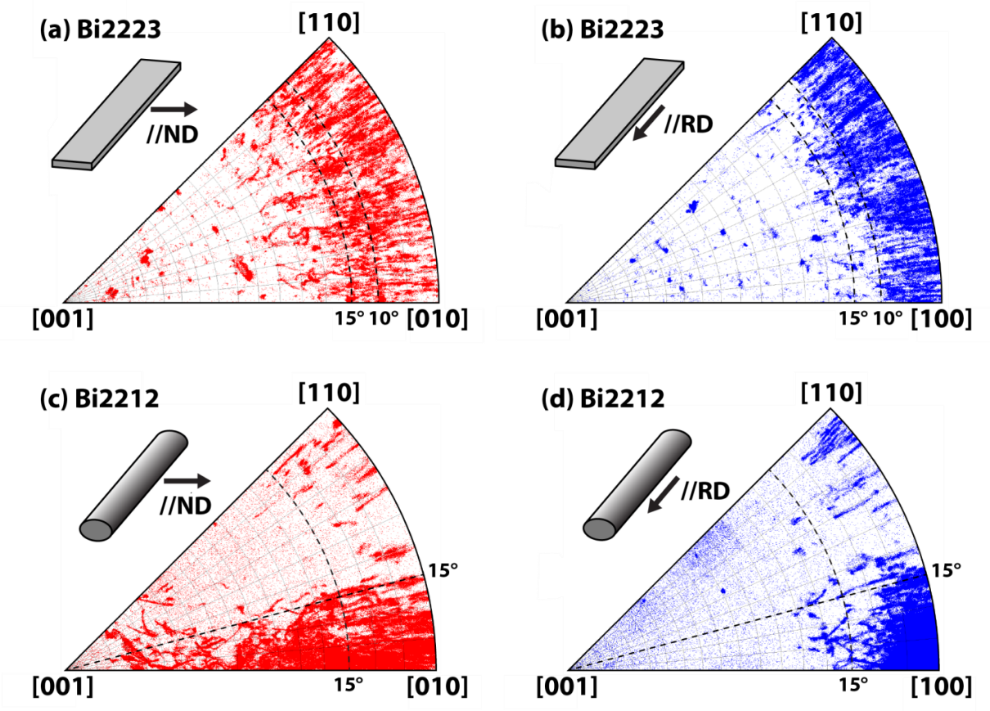 (a) Bi2223
[110]
//ND
[001]
15° 10° [010]
(b) Bi2223
[110]
//RD
[001]
15° 10° [100]
(c) Bi2212
[110]
//ND
15°
[001]
15°
[010]
(d) Bi2212
[110]
//RD
15°
[001]
15°
[100]